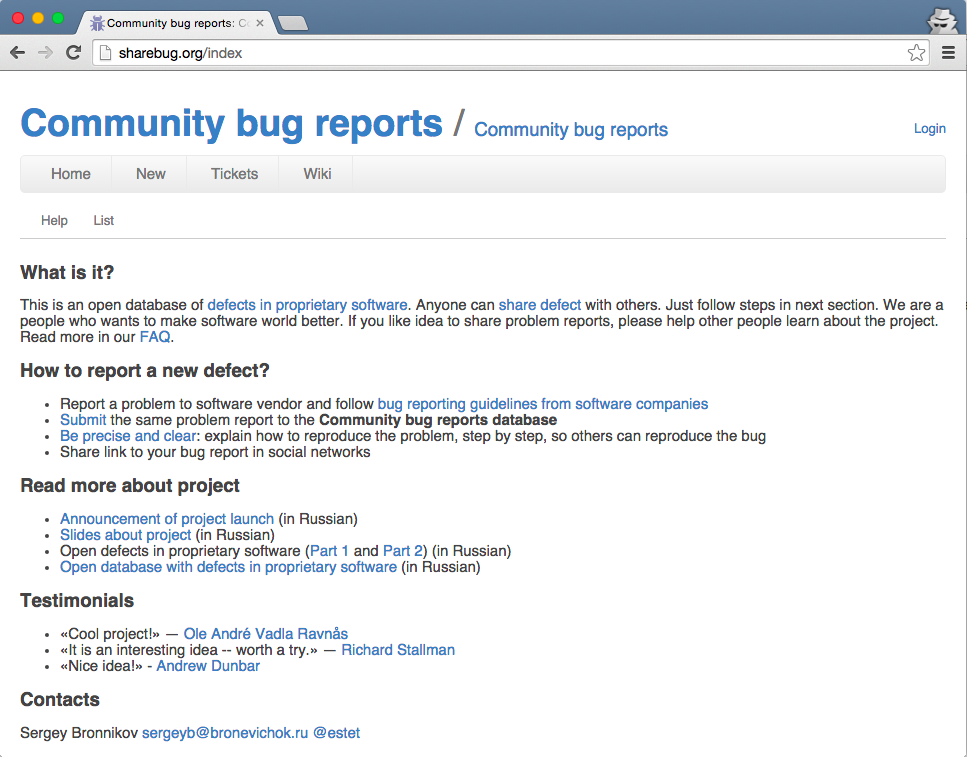 Community bug reports: Co
sharebug.org/index
Community bug reports / Community bug reports
Login
Home New Tickets Wiki
Help List
What is it?
This is an open database of defects in proprietary software. Anyone can share defect with others. Just follow steps in next section. We are a
people who wants to make software world better. If you like idea to share problem reports, please help other people learn about the project.
Read more in our FAQ.
How to report a new defect?
• Report a problem to software vendor and follow bug reporting guidelines from software companies
• Submit the same problem report to the Community bug reports database
• Be precise and clear: explain how to reproduce the problem, step by step, so others can reproduce the bug
• Share link to your bug report in social networks
Read more about project
• Announcement of project launch (in Russian)
• Slides about project (in Russian)
• Open defects in proprietary software (Part 1 and Part 2) (in Russian)
• Open database with defects in proprietary software (in Russian)
Testimonials
• «Cool project!» — Ole André Vadla Ravnås
• «It is an interesting idea -- worth a try.» — Richard Stallman
• «Nice idea!» - Andrew Dunbar
Contacts
Sergey Bronnikov sergeyb@bronevichok.ru @estet